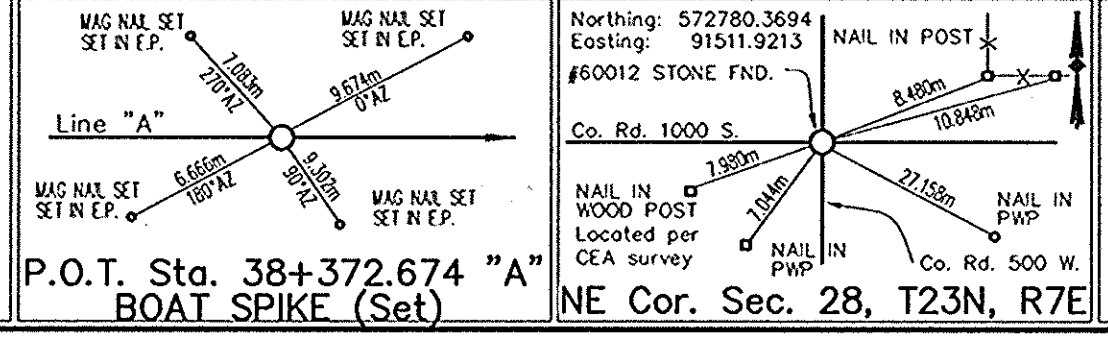 MAG NAIL SET
SET IN E.P.
MAG NAIL SET
SET IN E.P.
7.083m
270°AZ
9.674m
0°AZ
Line "A"
6.666m
180°AZ
9.302m
90°AZ
MAG NAIL SET
SET IN E.P.
MAG NAIL SET
SET IN E.P.
P.O.T. Sta. 38+372.674 "A"
BOAT SPIKE (Set)
Northing: 572780.3694
Easting: 91511.9213
#60012 STONE FND.
NAIL IN POST
8.480m
10.848m
Co. Rd. 1000 S.
7.980m
7.044m
27.158m
NAIL IN
WOOD POST
Located per
CEA survey
NAIL IN
PWP
NAIL IN
PWP
Co. Rd. 500 W.
NE Cor. Sec. 28, T23N, R7E